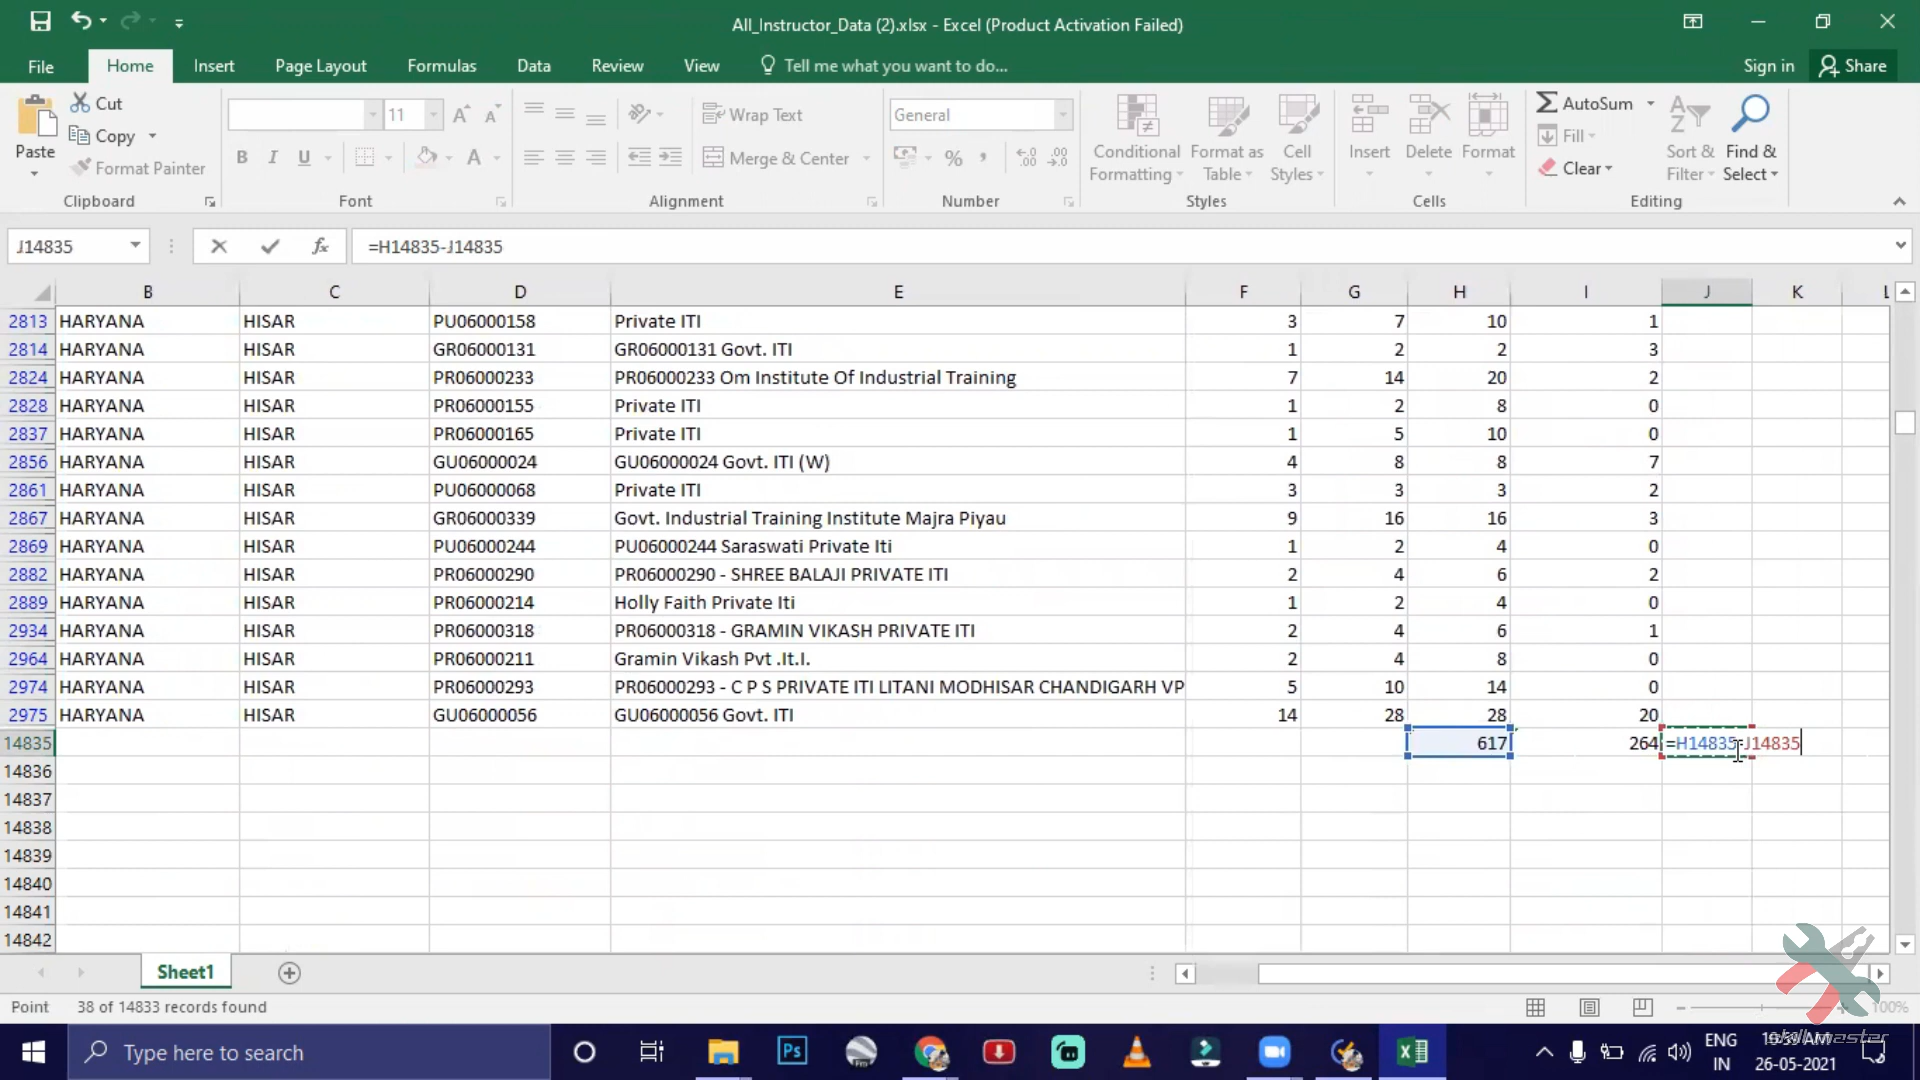 All_Instructor_Data (2).xlsx - Excel (Product Activation Failed)
File Home Insert Page Layout Formulas Data Review View Tell me what you want to do... Sign in Share
Paste
Cut
Copy
Format Painter
Clipboard
11
B I U A
Font
Wrap Text
Merge & Center
Alignment
General
%
Number
Conditional Formatting
Format as Table
Cell Styles
Styles
Insert Delete Format
Cells
AutoSum
Fill
Clear
Sort & Filter
Find & Select
Editing
J14835 fx =H14835-J14835
B C D E F G H I J K L
2813 HARYANA HISAR PU06000158 Private ITI 3 7 10 1
2814 HARYANA HISAR GR06000131 GR06000131 Govt. ITI 1 2 2 3
2824 HARYANA HISAR PR06000233 PR06000233 Om Institute Of Industrial Training 7 14 20 2
2828 HARYANA HISAR PR06000155 Private ITI 1 2 8 0
2837 HARYANA HISAR PR06000165 Private ITI 1 5 10 0
2856 HARYANA HISAR GU06000024 GU06000024 Govt. ITI (W) 4 8 8 7
2861 HARYANA HISAR PU06000068 Private ITI 3 3 3 2
2867 HARYANA HISAR GR06000339 Govt. Industrial Training Institute Majra Piyau 9 16 16 3
2869 HARYANA HISAR PU06000244 PU06000244 Saraswati Private Iti 1 2 4 0
2882 HARYANA HISAR PR06000290 PR06000290 - SHREE BALAJI PRIVATE ITI 2 4 6 2
2889 HARYANA HISAR PR06000214 Holly Faith Private Iti 1 2 4 0
2934 HARYANA HISAR PR06000318 PR06000318 - GRAMIN VIKASH PRIVATE ITI 2 4 6 1
2964 HARYANA HISAR PR06000211 Gramin Vikash Pvt .It.I. 2 4 8 0
2974 HARYANA HISAR PR06000293 PR06000293 - C P S PRIVATE ITI LITANI MODHISAR CHANDIGARH VP 5 10 14 0
2975 HARYANA HISAR GU06000056 GU06000056 Govt. ITI 14 28 28 20
14835 617 264 =H14835-J14835
14836
14837
14838
14839
14840
14841
14842
Sheet1
Point 38 of 14833 records found 100%
Type here to search
Ps
ENG
IN
26-05-2021